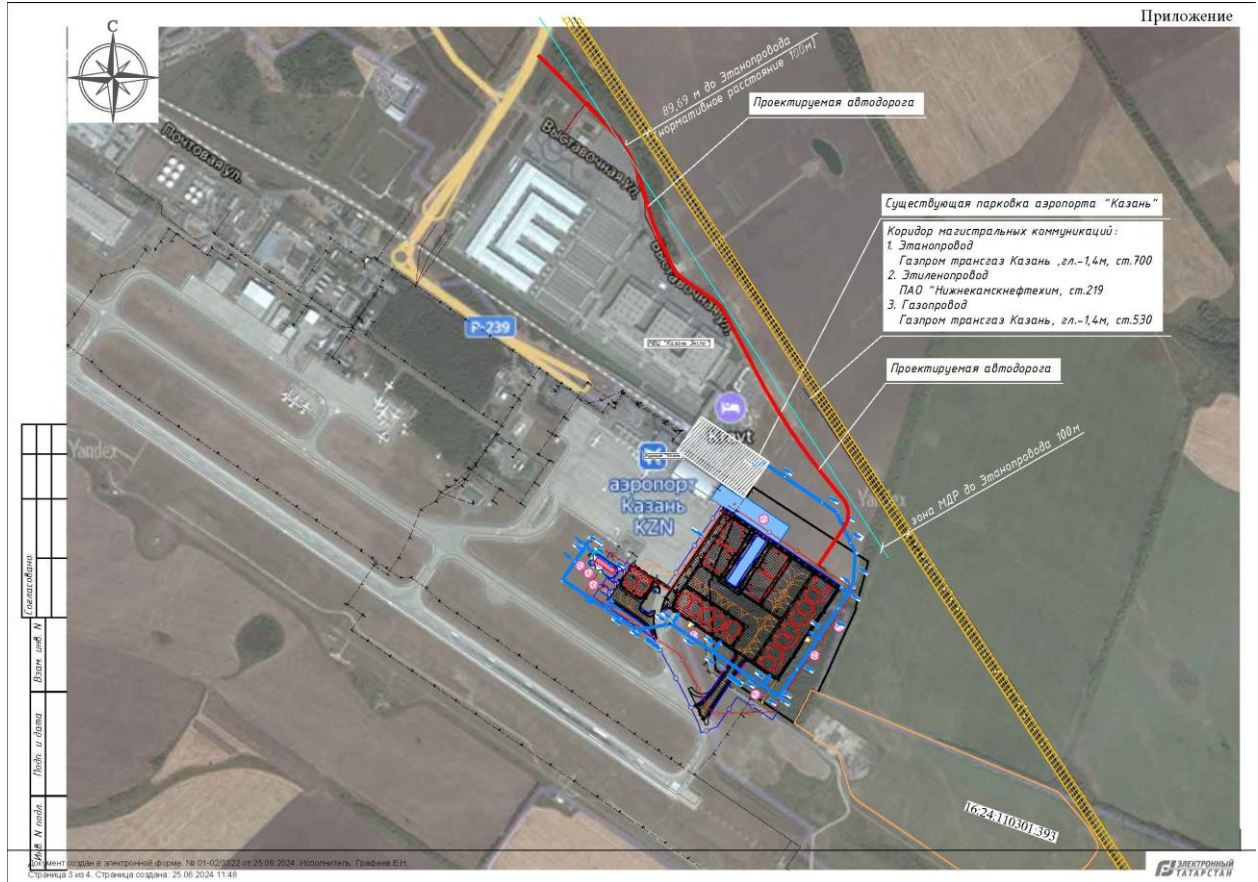 Приложение
С
89,69 м до Этанопровода
нормативное расстояние 100м)
Проектируемая автодорога
Почтовая ул.
Выставочная ул.
Выставочная ул.
Существующая парковка аэропорта "Казань"
Коридор магистральных коммуникаций:
1. Этанопровод
Газпром трансгаз Казань ,гл.-1,4м, ст.700
2. Этиленопровод
ПАО "Нижнекамскнефтехим, ст.219
3. Газопровод
Газпром трансгаз Казань, гл.-1,4м, ст.530
Р-239
МВЦ "Казань Экспо"
Проектируемая автодорога
Kravt
Yandex
аэропорт
Казань
KZN
Yandex
зона МДР до Этанопровода 100м
Согласовано:
Взам. инв. N
Подп. и дата
Инв. N подл.
16:24:110301:393
Документ создан в электронной форме. № 01-02/3322 от 25.06.2024. Исполнитель: Графеев Е.Н.
Страница 3 из 4. Страница создана: 25.06.2024 11:48
ЭЛЕКТРОННЫЙ
ТАТАРСТАН